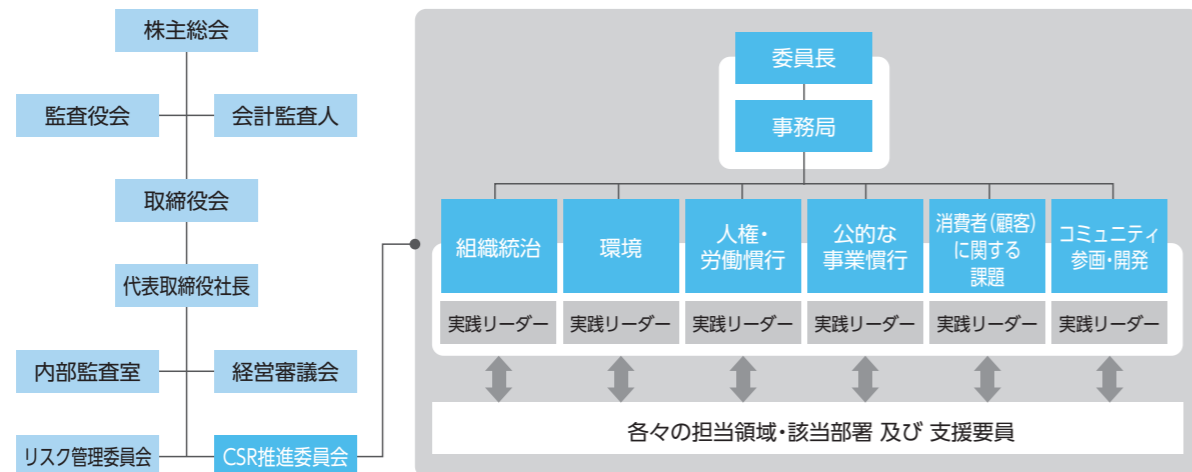 株主総会
監査役会
会計監査人
取締役会
代表取締役社長
内部監査室
経営審議会
リスク管理委員会
CSR推進委員会
委員長
事務局
組織統治
環境
人権・
労働慣行
公的な
事業慣行
消費者(顧客)
に関する
課題
コミュニティ
参画・開発
実践リーダー
実践リーダー
実践リーダー
実践リーダー
実践リーダー
実践リーダー
各々の担当領域・該当部署 及び 支援要員